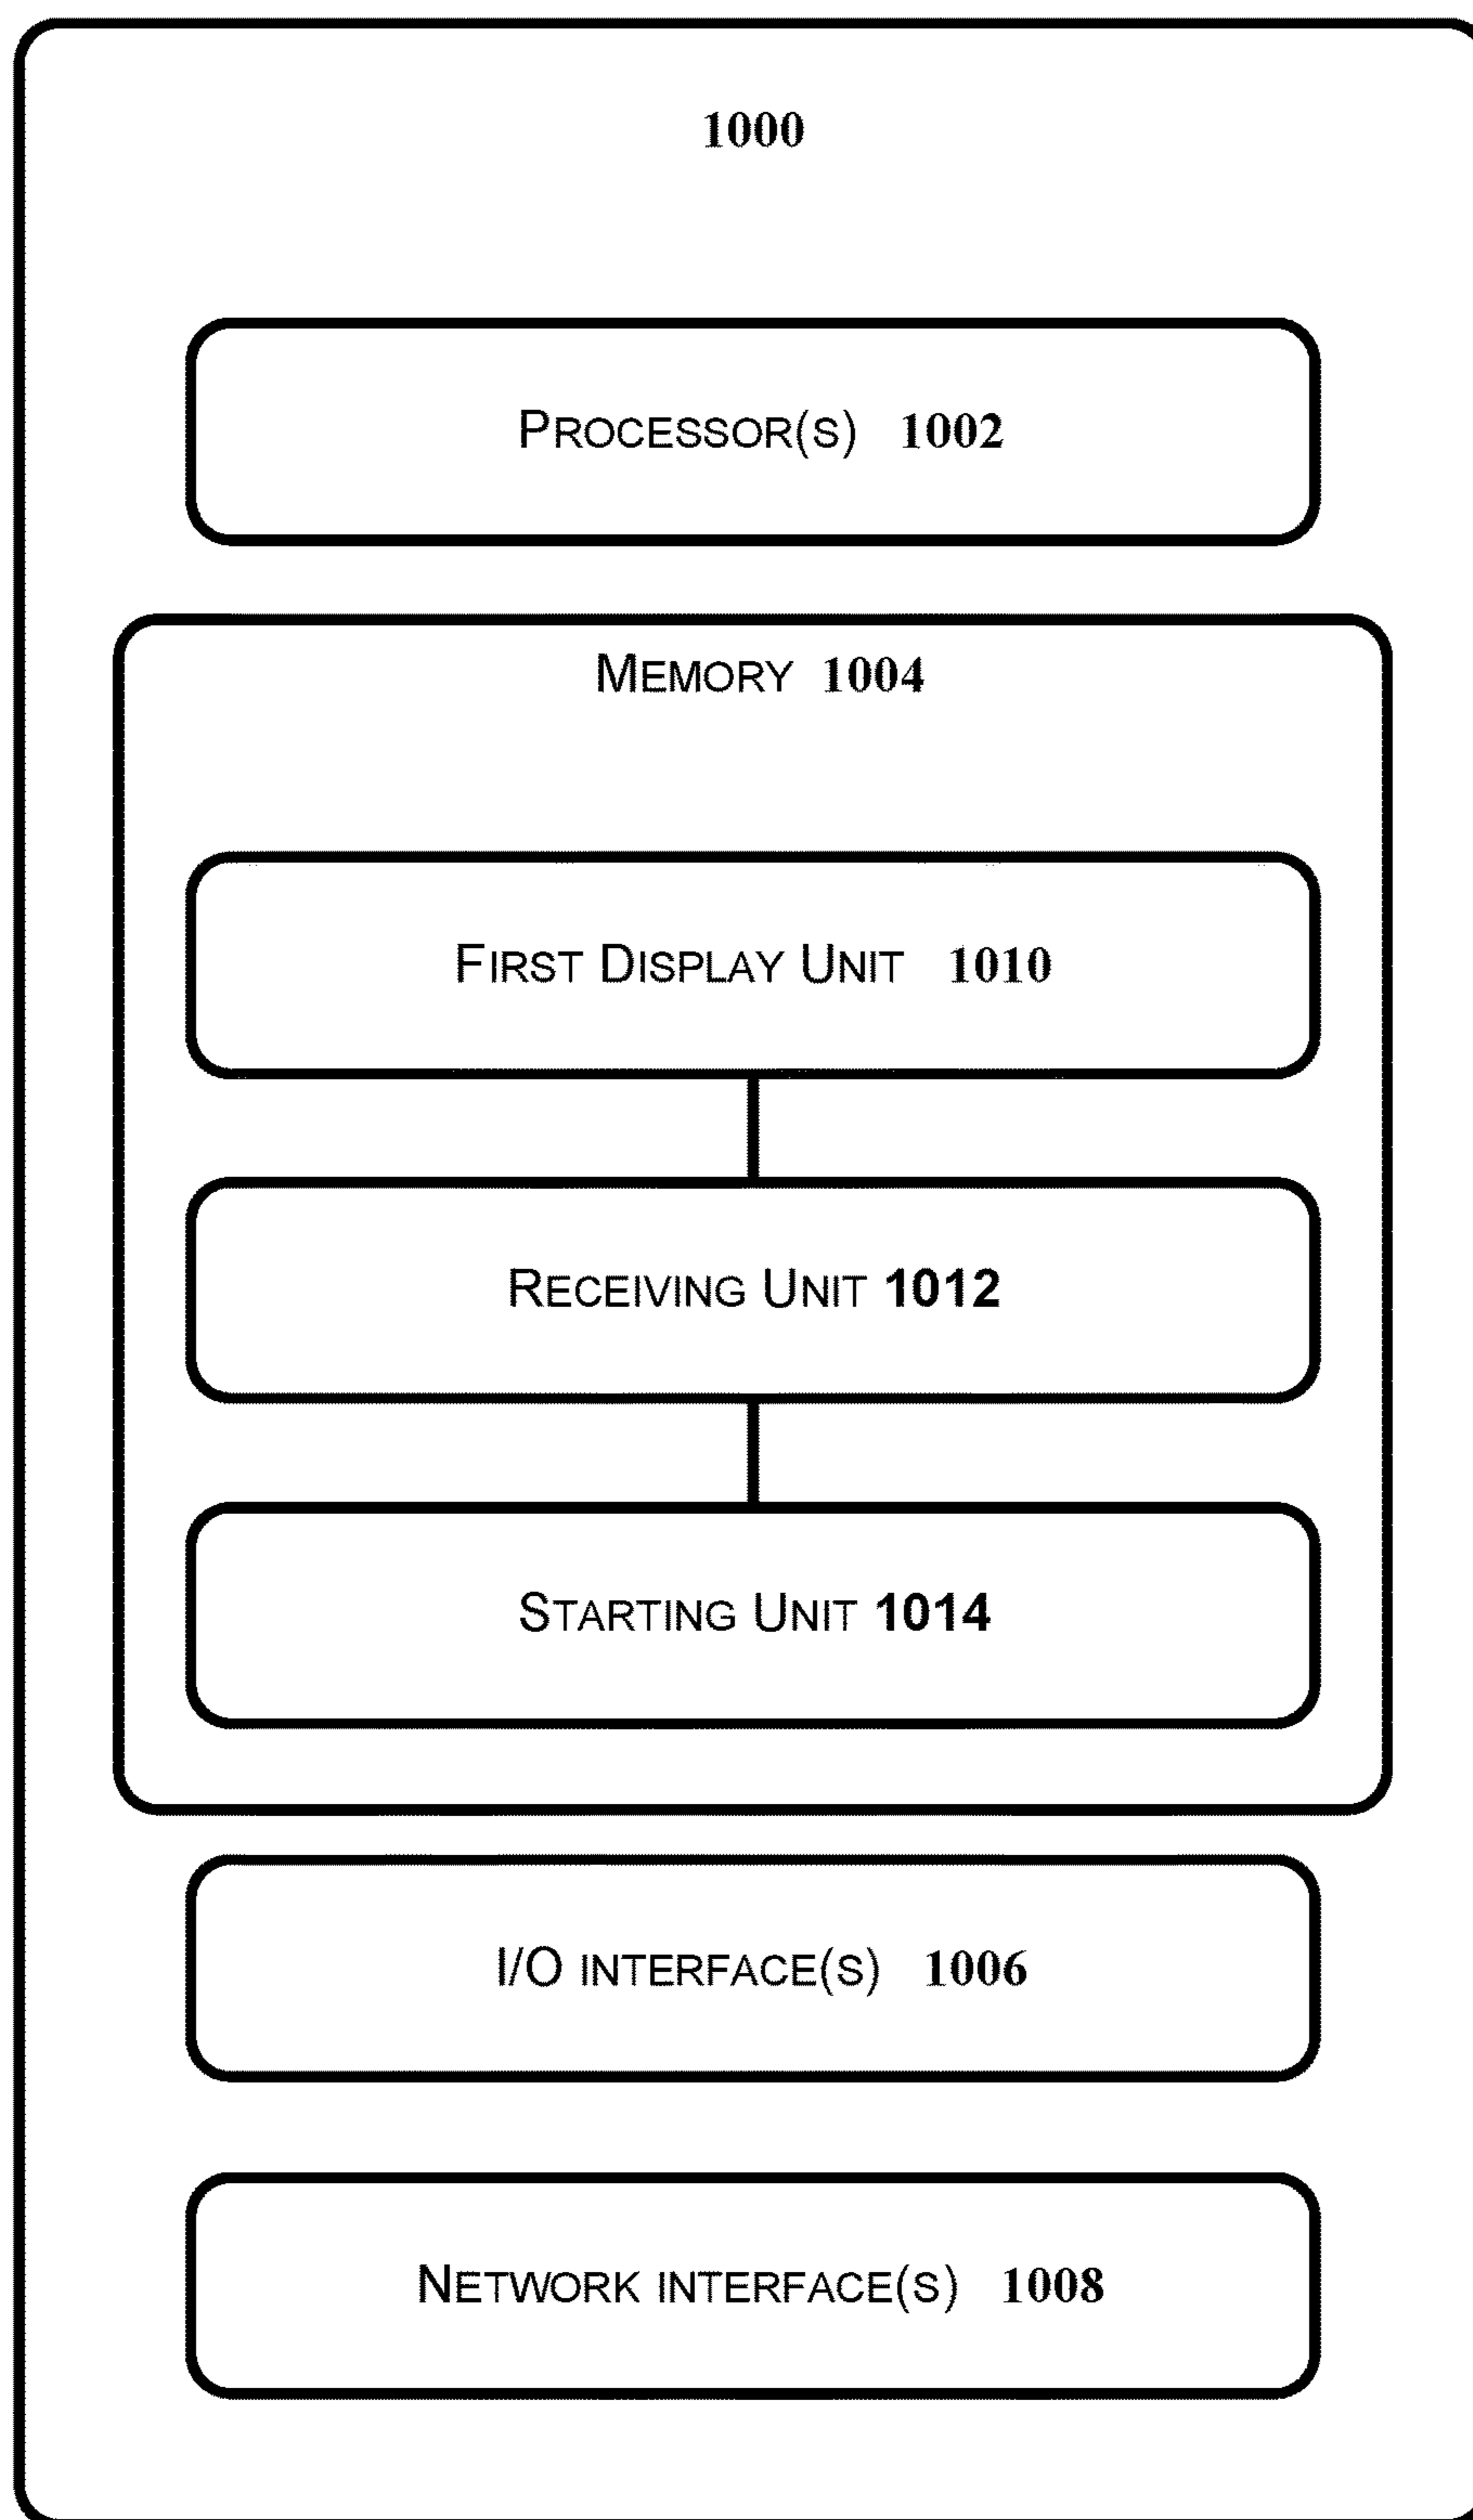 1000
PROCESSOR(S) 1002
MEMORY 1004
FIRST DISPLAY UNIT 1010
RECEIVING UNIT 1012
STARTING UNIT 1014
I/O INTERFACE(S) 1006
NETWORK INTERFACE(S) 1008